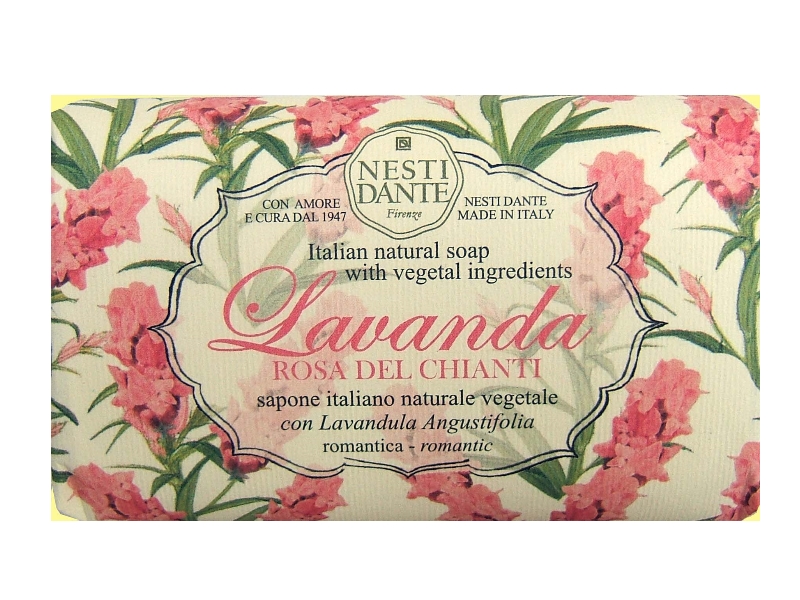 NESTI
DANTE
Firenze
CON AMORE
E CURA DAL 1947
NESTI DANTE
MADE IN ITALY
Italian natural soap
with vegetal ingredients
Lavanda
ROSA DEL CHIANTI
sapone italiano naturale vegetale
con Lavandula Angustifolia
romantica - romantic